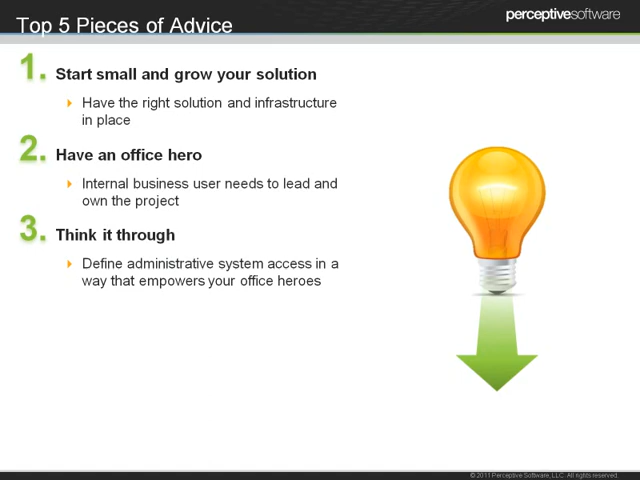 Top 5 Pieces of Advice
perceptivesoftware
1. Start small and grow your solution
Have the right solution and infrastructure
in place
2. Have an office hero
Internal business user needs to lead and
own the project
3. Think it through
Define administrative system access in a
way that empowers your office heroes
© 2011 Perceptive Software, LLC. All rights reserved.